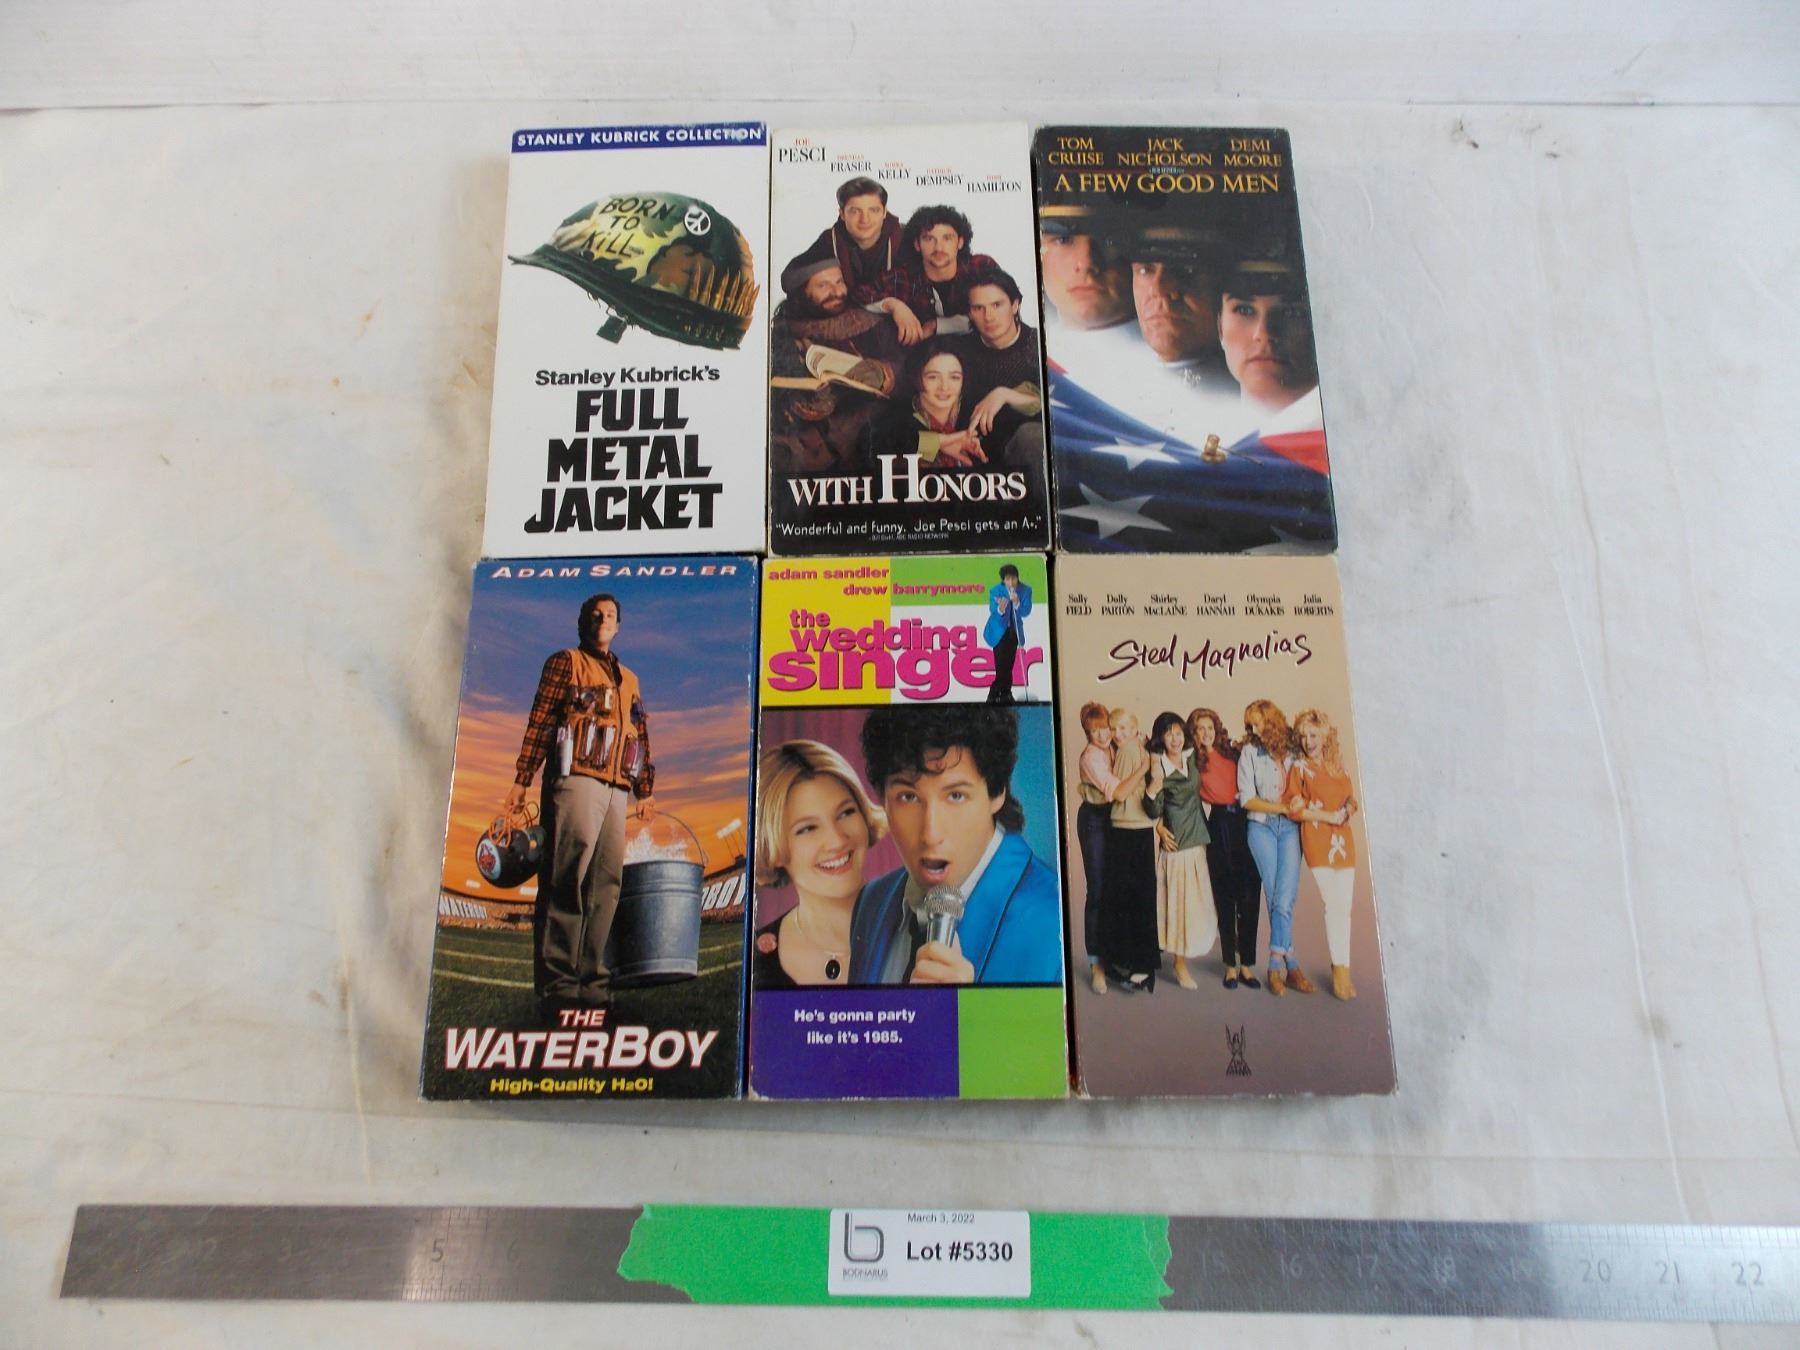 STANLEY KUBRICK COLLECTION
BORN
TO
KILL
Stanley Kubrick's
FULL
METAL
JACKET
JOE
PESCI
BRENDAN
FRASER
MOIRA
KELLY
PATRICK
DEMPSEY
JOSH
HAMILTON
WITH HONORS
"Wonderful and funny. Joe Pesci gets an A+."
TOM CRUISE
JACK NICHOLSON
DEMI MOORE
A FEW GOOD MEN
ADAM SANDLER
WATERBOY
THE
WATERBOY
High-Quality H2O!
adam sandler
drew barrymore
the
wedding
singer
He's gonna party
like it's 1985.
Sally FIELD
Dolly PARTON
Shirley MacLAINE
Daryl HANNAH
Olympia DUKAKIS
Julia ROBERTS
Steel Magnolias
March 3, 2022
Lot #5330
BODNARUS
2 3 5 6 15 16 17 18 19 20 21 22